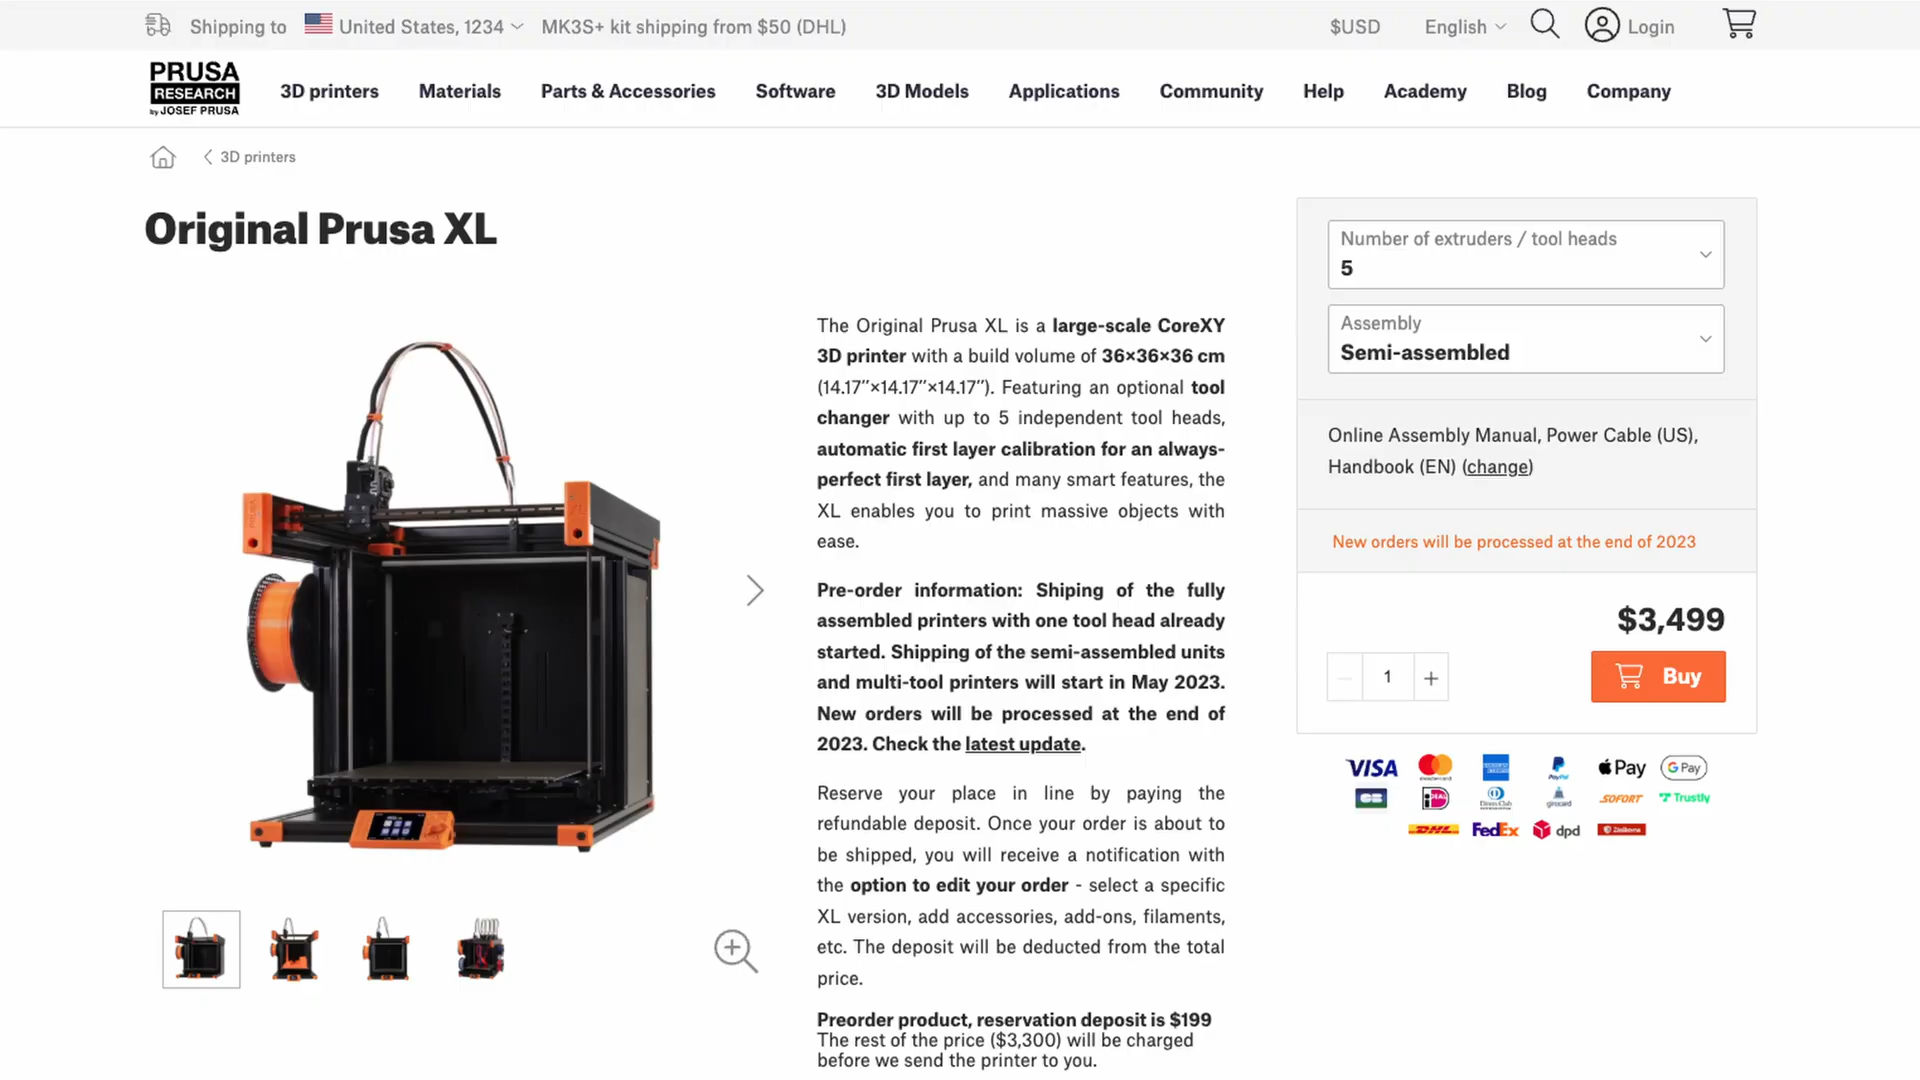 Shipping to United States, 1234 MK3S+ kit shipping from $50 (DHL) $USD English Login
PRUSA
RESEARCH
by JOSEF PRUSA
3D printers Materials Parts & Accessories Software 3D Models Applications Community Help Academy Blog Company
3D printers
Original Prusa XL
The Original Prusa XL is a large-scale CoreXY
3D printer with a build volume of 36×36×36 cm
(14.17″×14.17″×14.17″). Featuring an optional tool
changer with up to 5 independent tool heads,
automatic first layer calibration for an always-
perfect first layer, and many smart features, the
XL enables you to print massive objects with
ease.
Pre-order information: Shiping of the fully
assembled printers with one tool head already
started. Shipping of the semi-assembled units
and multi-tool printers will start in May 2023.
New orders will be processed at the end of
2023. Check the latest update.
Reserve your place in line by paying the
refundable deposit. Once your order is about to
be shipped, you will receive a notification with
the option to edit your order - select a specific
XL version, add accessories, add-ons, filaments,
etc. The deposit will be deducted from the total
price.
Preorder product, reservation deposit is $199
The rest of the price ($3,300) will be charged
before we send the printer to you.
Number of extruders / tool heads
5
Assembly
Semi-assembled
Online Assembly Manual, Power Cable (US),
Handbook (EN) (change)
New orders will be processed at the end of 2023
$3,499
1 Buy
VISA mastercard PayPal Pay G Pay
CB iDEAL Diners Club girocard SOFORT Trustly
DHL FedEx dpd